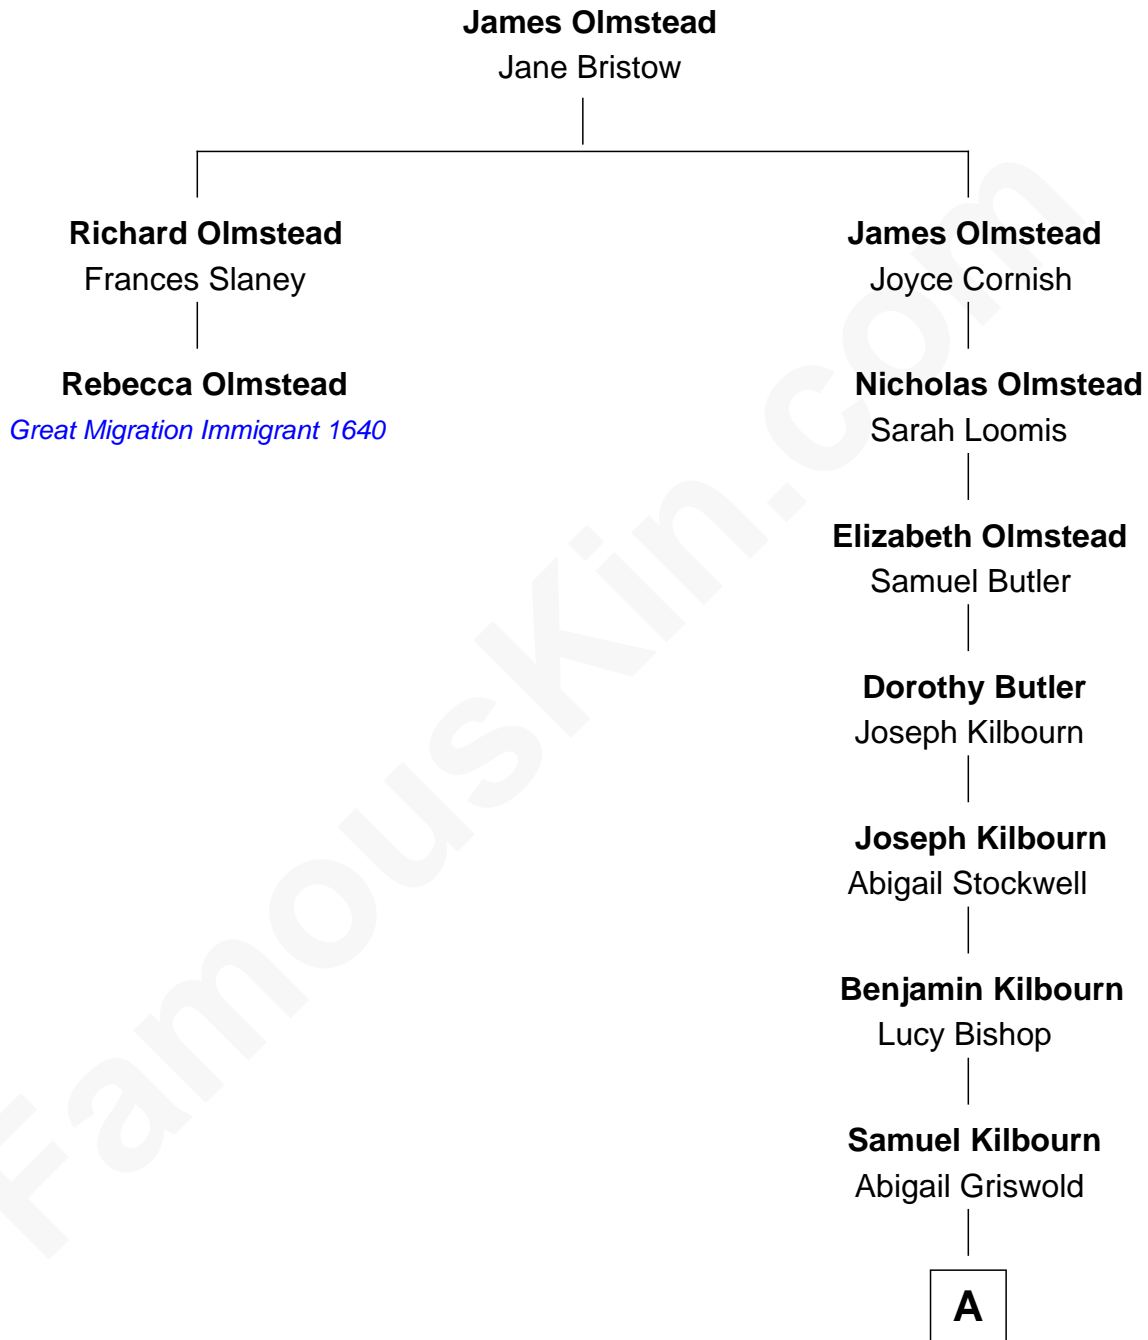 James Olmstead
Jane Bristow
Richard Olmstead
Frances Slaney
Rebecca Olmstead
Great Migration Immigrant 1640
James Olmstead
Joyce Cornish
Nicholas Olmstead
Sarah Loomis
Elizabeth Olmstead
Samuel Butler
Dorothy Butler
Joseph Kilbourn
Joseph Kilbourn
Abigail Stockwell
Benjamin Kilbourn
Lucy Bishop
Samuel Kilbourn
Abigail Griswold
A
FamousKin.com